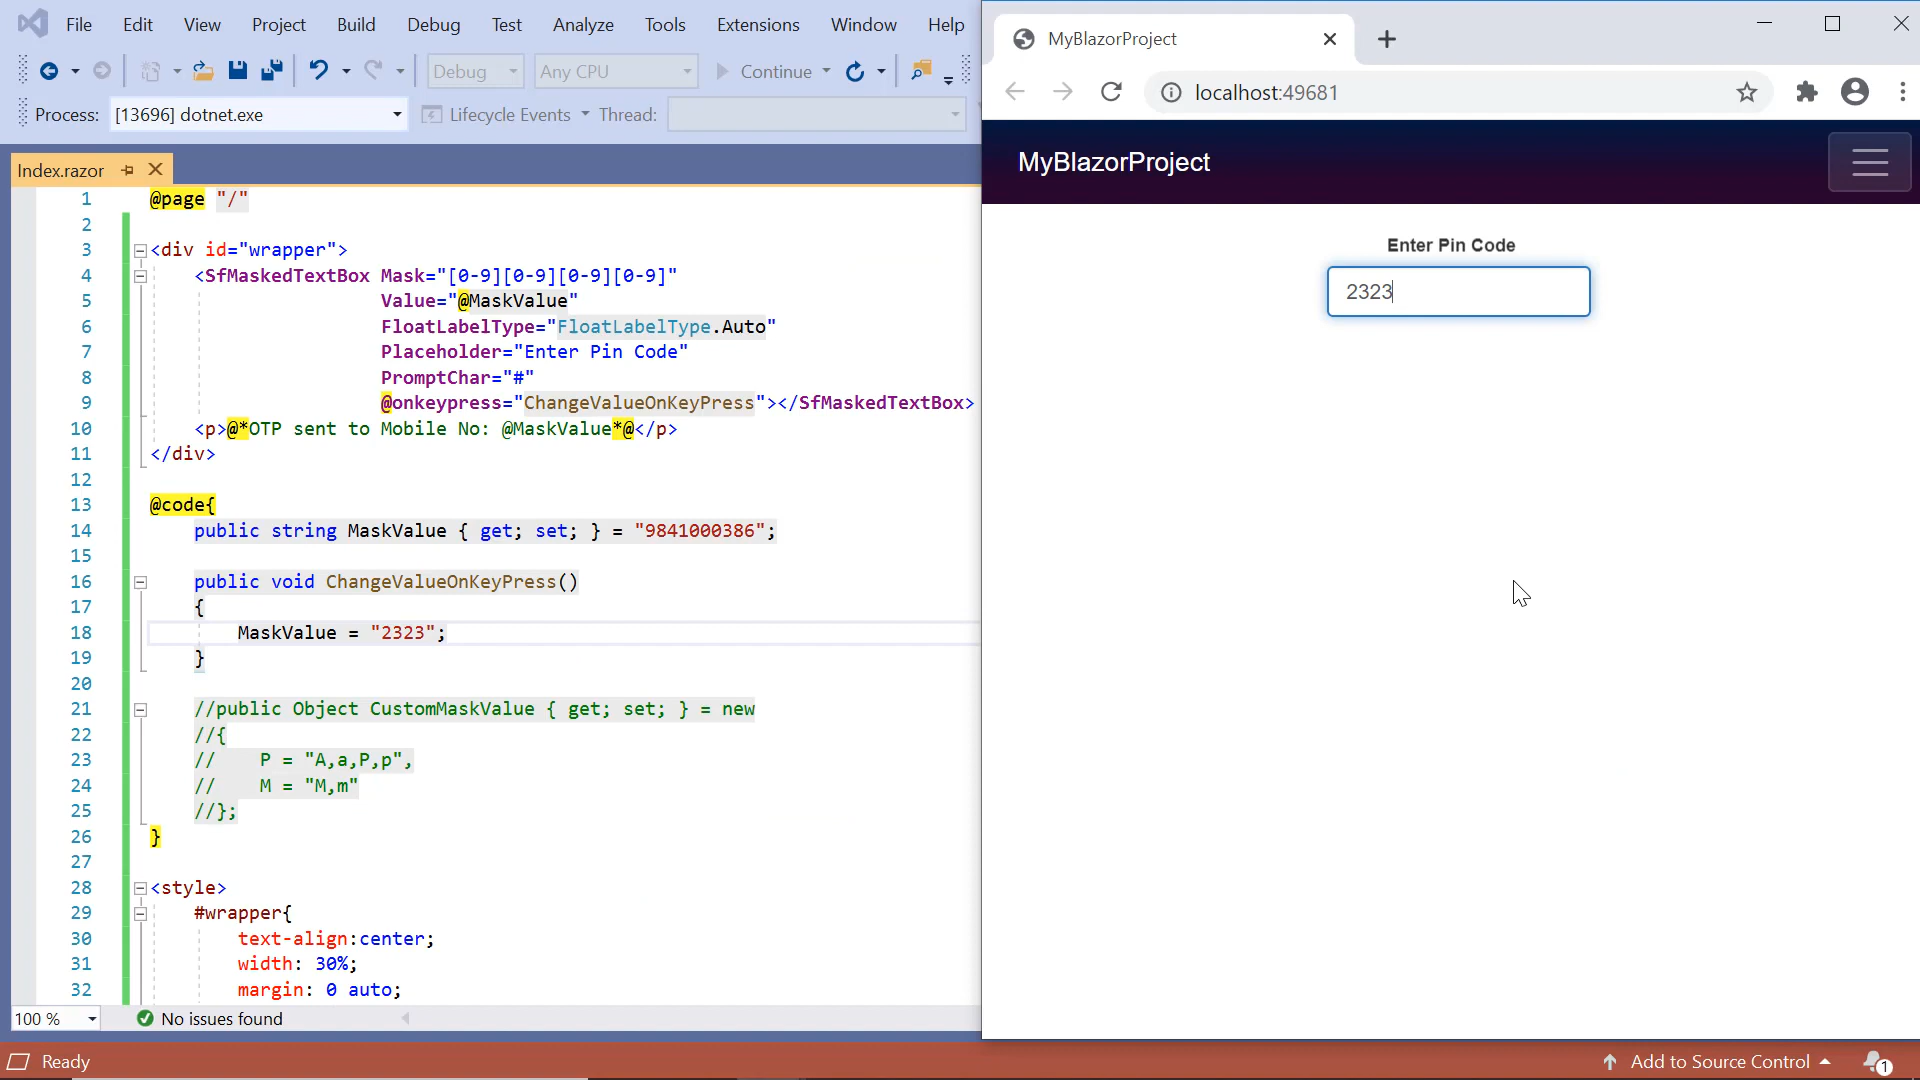 File Edit View Project Build Debug Test Analyze Tools Extensions Window Help
Debug Any CPU Continue
Process: [13696] dotnet.exe Lifecycle Events Thread:
Index.razor
1 @page "/"
2
3 <div id="wrapper">
4 <SfMaskedTextBox Mask="[0-9][0-9][0-9][0-9]"
5 Value="@MaskValue"
6 FloatLabelType="FloatLabelType.Auto"
7 Placeholder="Enter Pin Code"
8 PromptChar="#"
9 @onkeypress="ChangeValueOnKeyPress"></SfMaskedTextBox>
10 <p>@*OTP sent to Mobile No: @MaskValue*@</p>
11 </div>
12
13 @code{
14 public string MaskValue { get; set; } = "9841000386";
15
16 public void ChangeValueOnKeyPress()
17 {
18 MaskValue = "2323";
19 }
20
21 //public Object CustomMaskValue { get; set; } = new
22 //{
23 // P = "A,a,P,p",
24 // M = "M,m"
25 //};
26 }
27
28 <style>
29 #wrapper{
30 text-align:center;
31 width: 30%;
32 margin: 0 auto;
100 % No issues found
Ready
Add to Source Control 1
MyBlazorProject
localhost:49681
MyBlazorProject
Enter Pin Code
2323